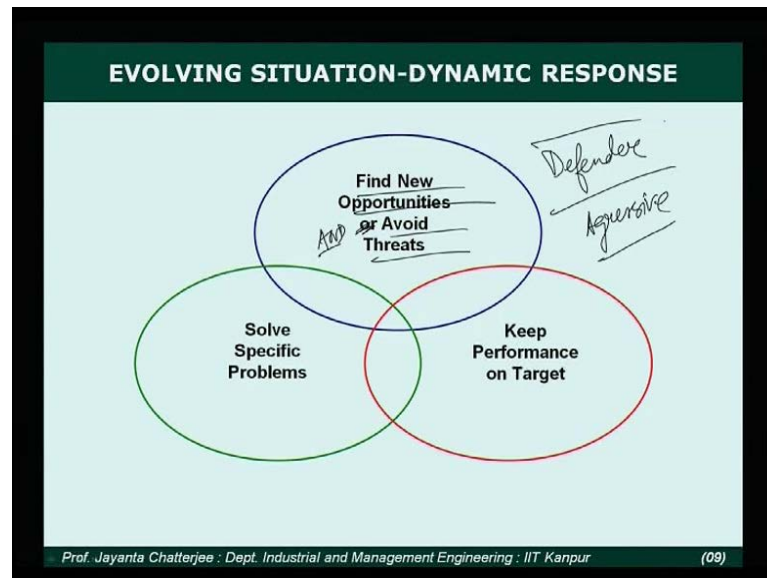 EVOLVING SITUATION-DYNAMIC RESPONSE
Find New
Opportunities
or Avoid
Threats
AND
Defender
Agressive
Solve
Specific
Problems
Keep
Performance
on Target
Prof. Jayanta Chatterjee : Dept. Industrial and Management Engineering : IIT Kanpur
(09)